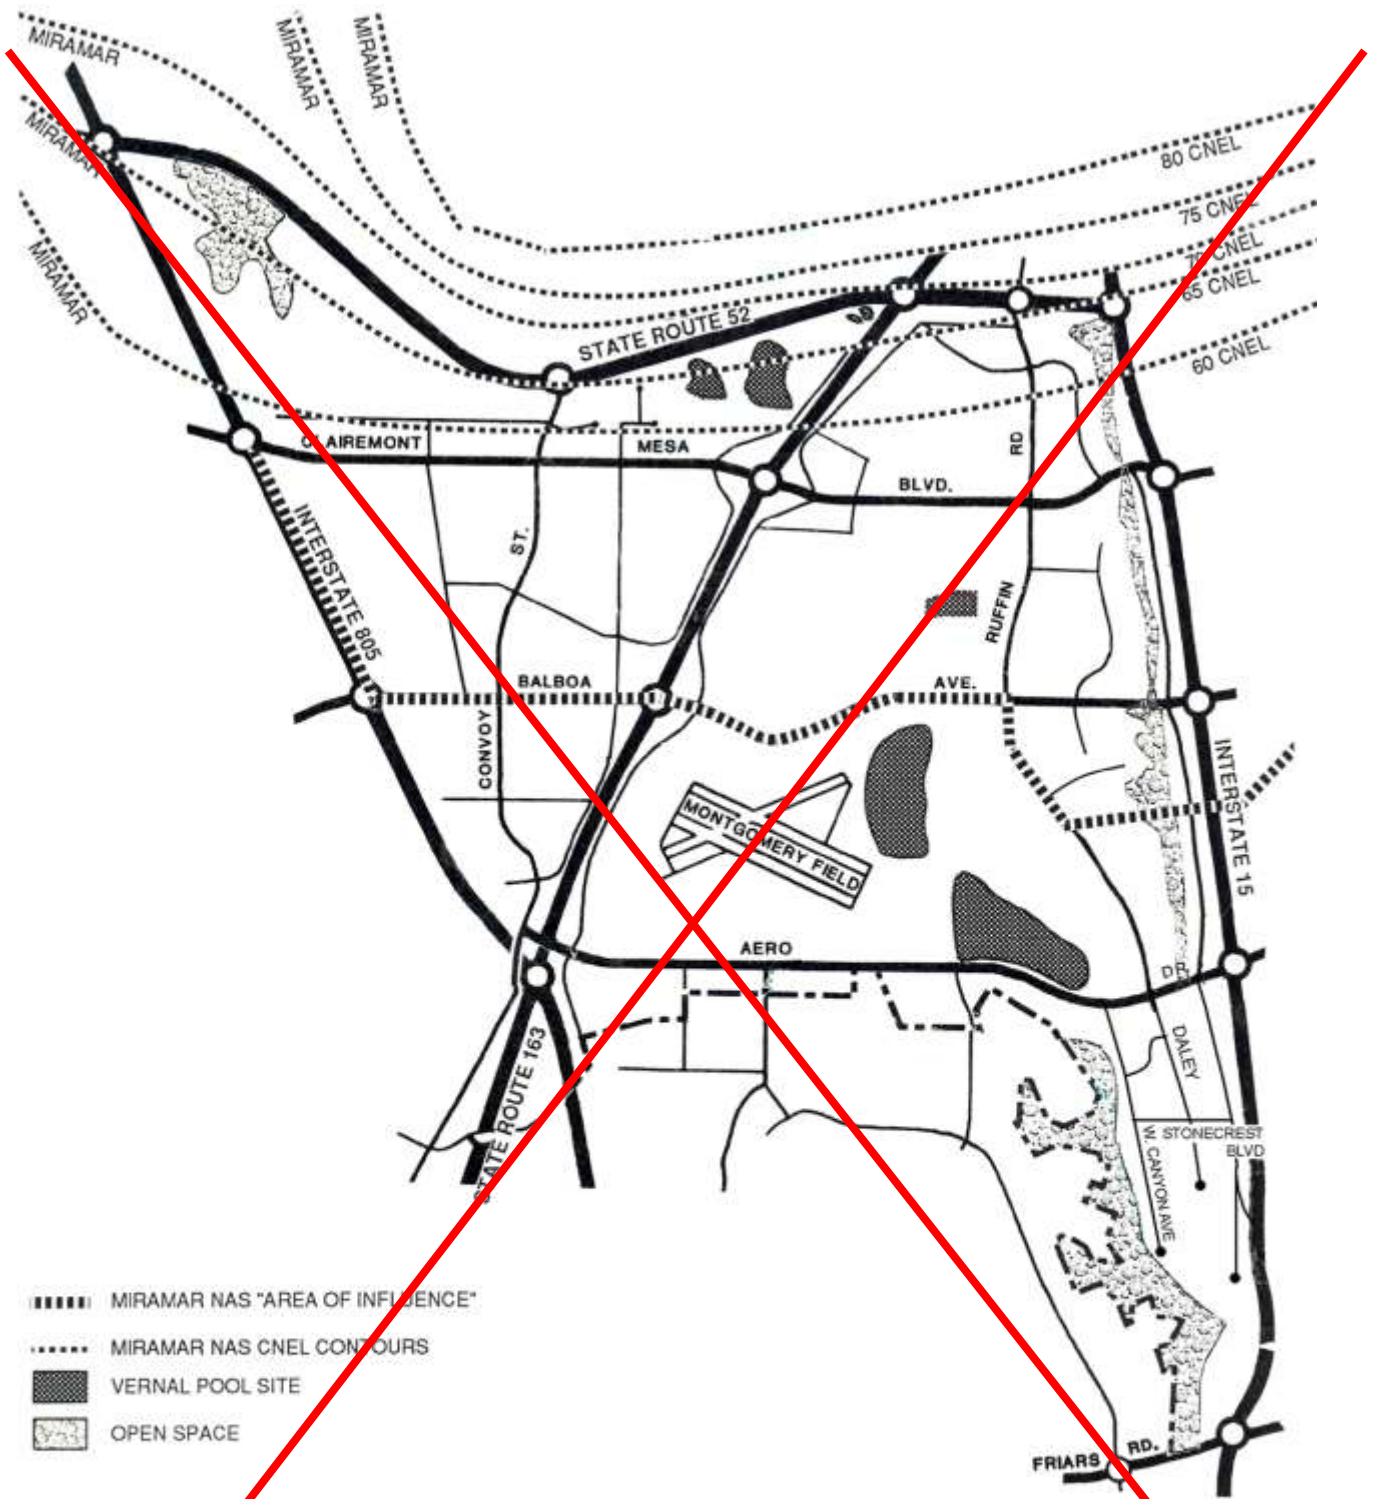 MIRAMAR
MIRAMAR
MIRAMAR
MIRAMAR
MIRAMAR
80 CNEL
75 CNEL
70 CNEL
65 CNEL
60 CNEL
STATE ROUTE 52
CLAIREMONT
MESA
BLVD.
RD
ST.
INTERSTATE 805
RUFFIN
BALBOA
AVE.
CONVOY
INTERSTATE 15
MONTGOMERY FIELD
AERO
DR.
STATE ROUTE 163
DALEY
W. CANYON AVE
STONECREST
BLVD
MIRAMAR NAS "AREA OF INFLUENCE"
MIRAMAR NAS CNEL CONTOURS
VERNAL POOL SITE
OPEN SPACE
FRIARS
RD.